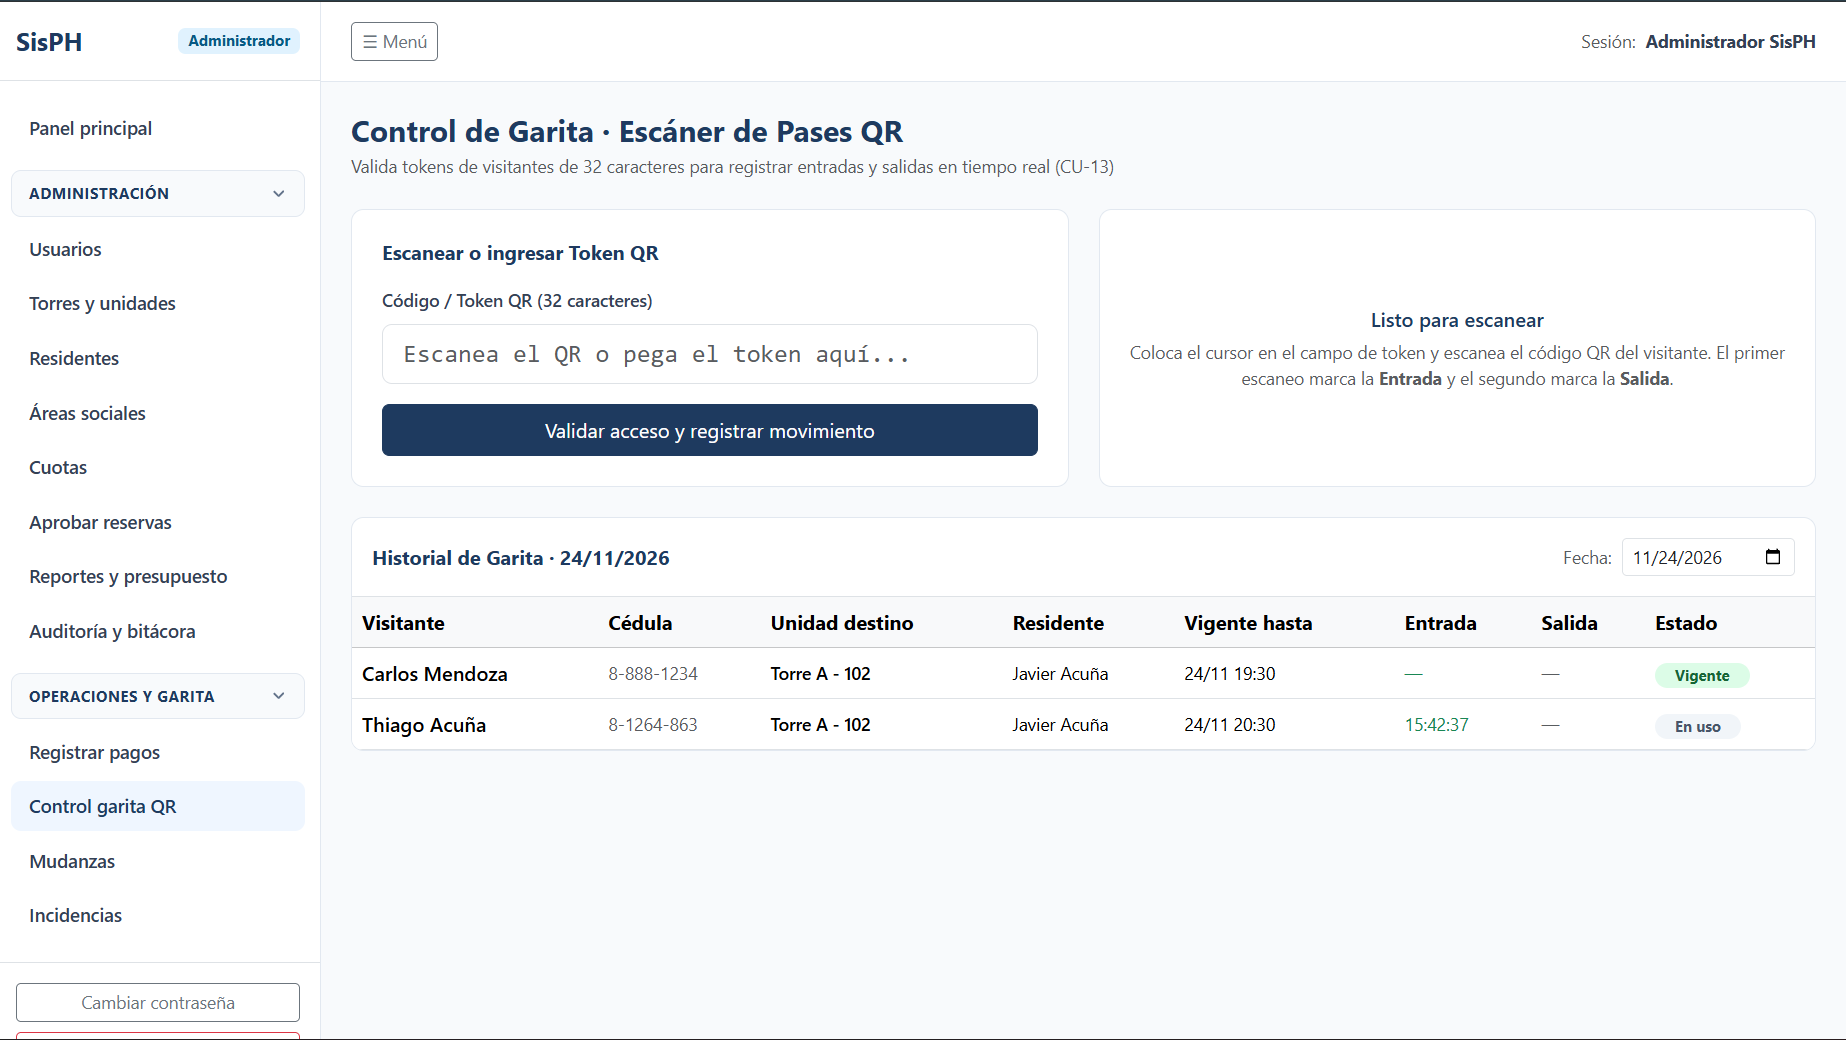 SisPH
Administrador
☰ Menú
Sesión: Administrador SisPH
Panel principal
ADMINISTRACIÓN
Usuarios
Torres y unidades
Residentes
Áreas sociales
Cuotas
Aprobar reservas
Reportes y presupuesto
Auditoría y bitácora
OPERACIONES Y GARITA
Registrar pagos
Control garita QR
Mudanzas
Incidencias
Cambiar contraseña
Control de Garita · Escáner de Pases QR
Valida tokens de visitantes de 32 caracteres para registrar entradas y salidas en tiempo real (CU-13)
Escanear o ingresar Token QR
Código / Token QR (32 caracteres)
Escanea el QR o pega el token aquí...
Validar acceso y registrar movimiento
Listo para escanear
Coloca el cursor en el campo de token y escanea el código QR del visitante. El primer
escaneo marca la Entrada y el segundo marca la Salida.
Historial de Garita · 24/11/2026
Fecha: 11/24/2026
Visitante Cédula Unidad destino Residente Vigente hasta Entrada Salida Estado
Carlos Mendoza 8-888-1234 Torre A - 102 Javier Acuña 24/11 19:30 — — Vigente
Thiago Acuña 8-1264-863 Torre A - 102 Javier Acuña 24/11 20:30 15:42:37 — En uso